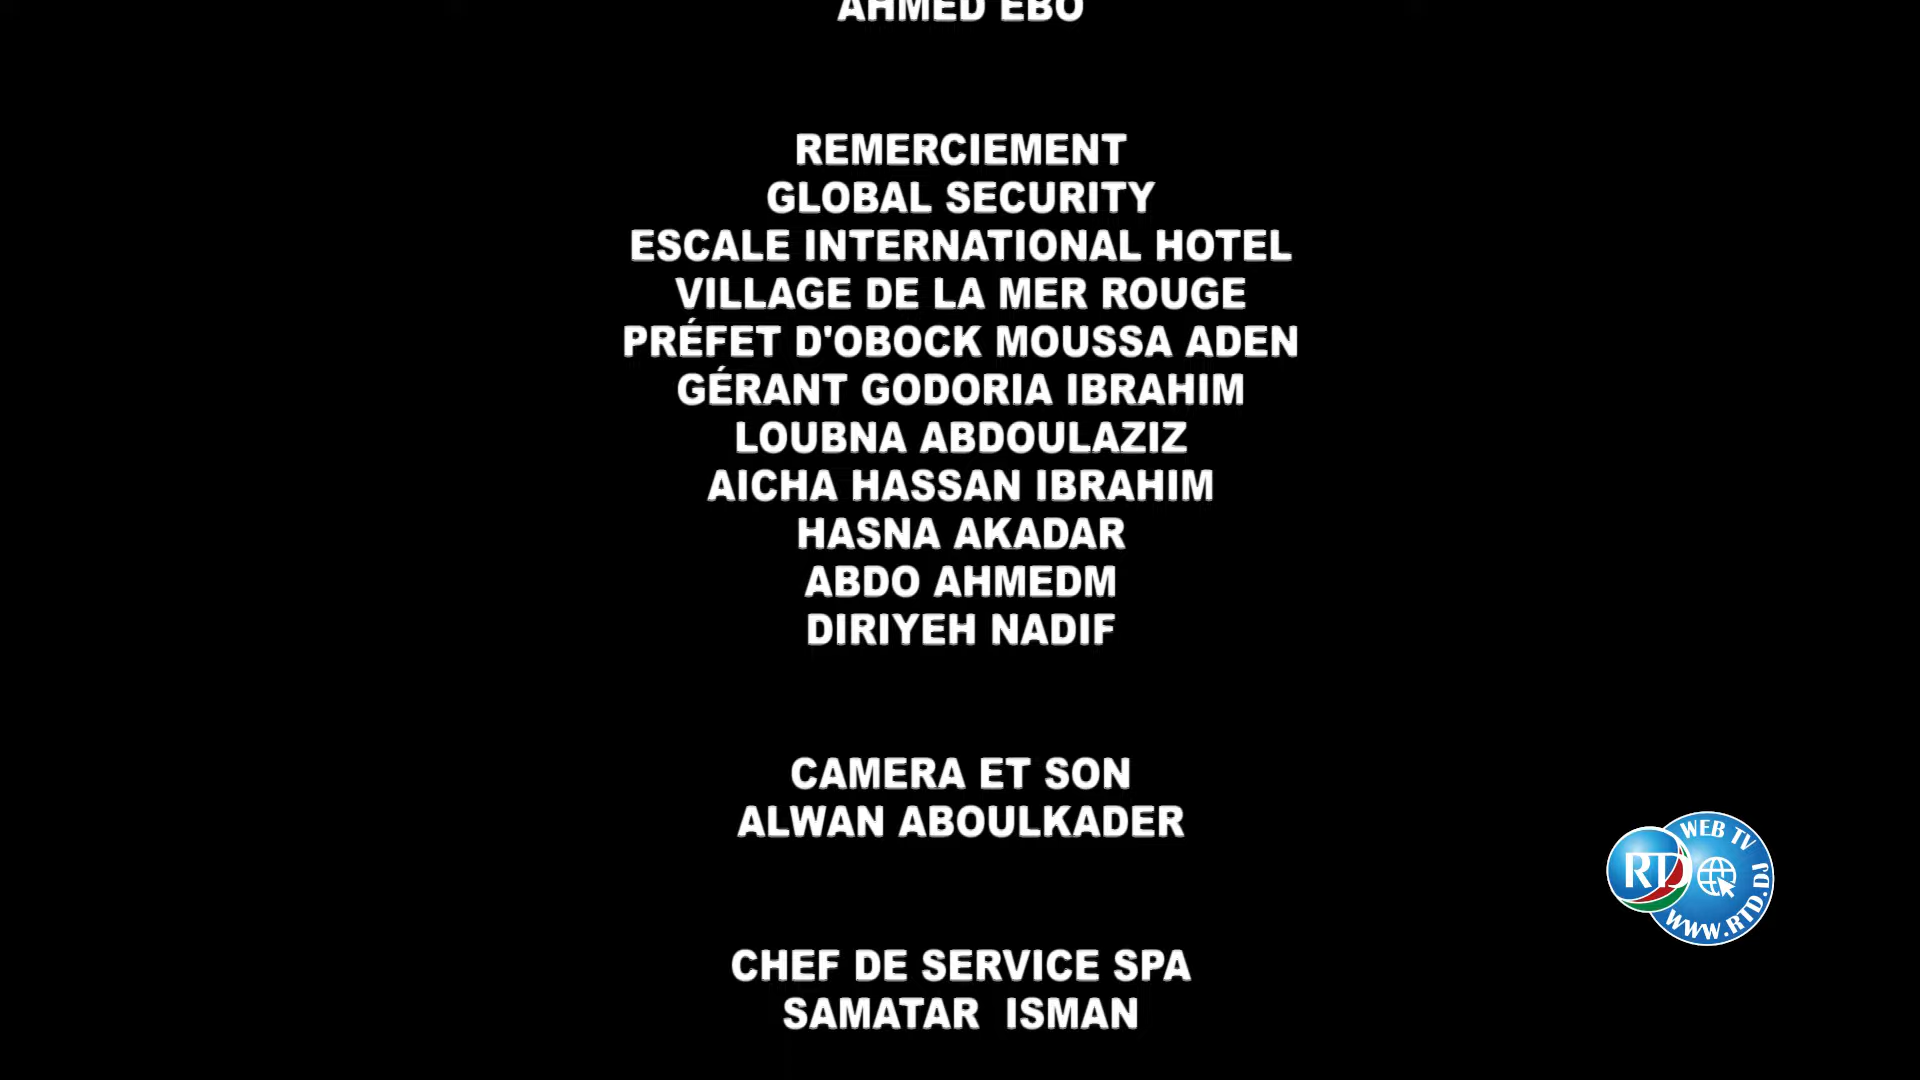 AHMED EBO
REMERCIEMENT
GLOBAL SECURITY
ESCALE INTERNATIONAL HOTEL
VILLAGE DE LA MER ROUGE
PRÉFET D'OBOCK MOUSSA ADEN
GÉRANT GODORIA IBRAHIM
LOUBNA ABDOULAZIZ
AICHA HASSAN IBRAHIM
HASNA AKADAR
ABDO AHMEDM
DIRIYEH NADIF
CAMERA ET SON
ALWAN ABOULKADER
WEB TV
RTD
WWW.RTD.DJ
CHEF DE SERVICE SPA
SAMATAR  ISMAN